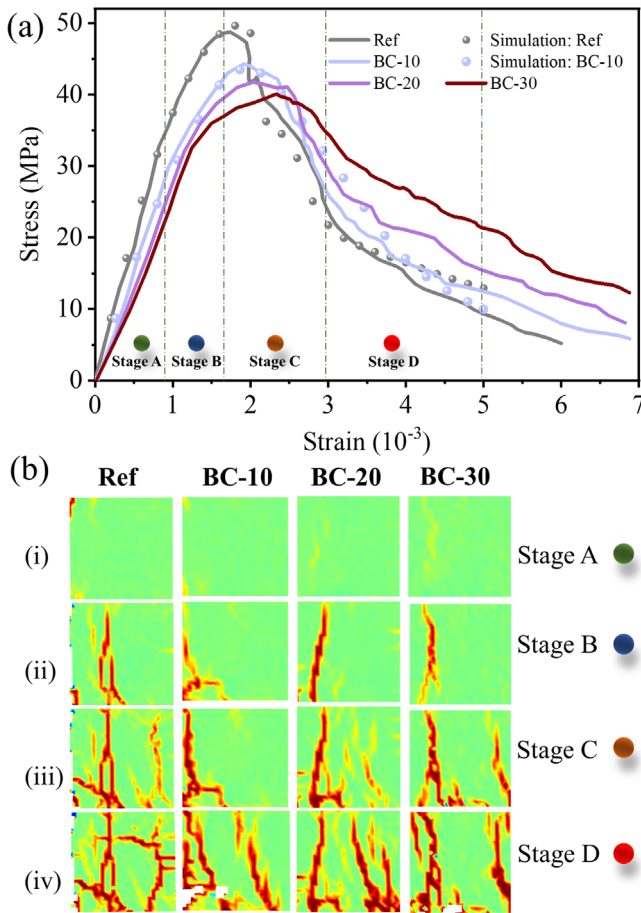 (a)
Ref
Simulation: Ref
BC-10
Simulation: BC-10
BC-20
BC-30
Stress (MPa)
50
40
30
20
10
0
Stage A
Stage B
Stage C
Stage D
0 1 2 3 4 5 6 7
Strain (10⁻³)
(b)
Ref BC-10 BC-20 BC-30
(i)
Stage A
(ii)
Stage B
(iii)
Stage C
(iv)
Stage D